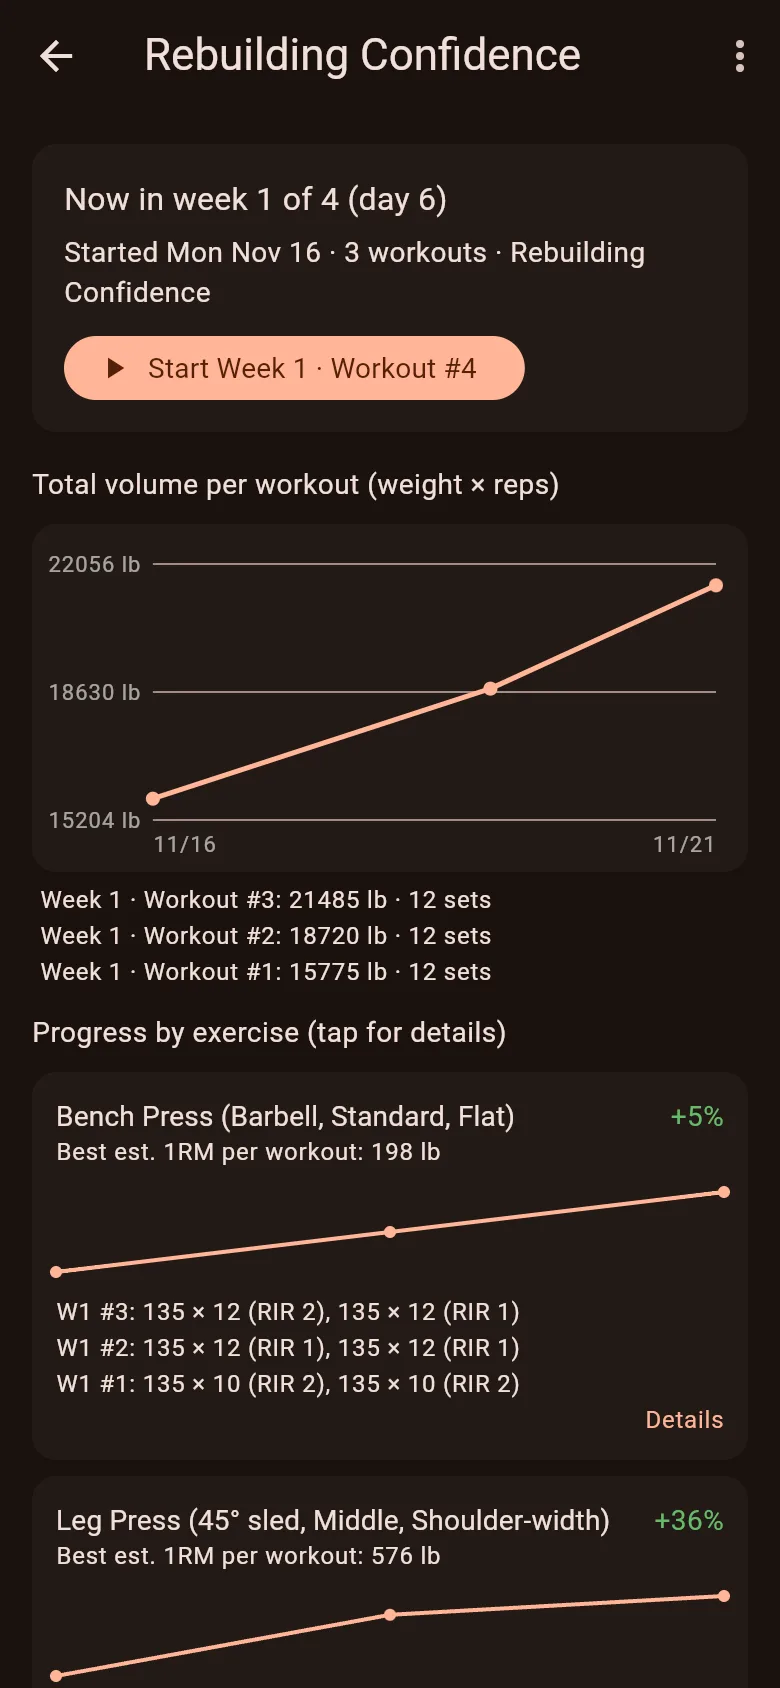 Rebuilding Confidence
Now in week 1 of 4 (day 6)
Started Mon Nov 16 · 3 workouts · Rebuilding
Confidence
Start Week 1 · Workout #4
Total volume per workout (weight × reps)
22056 lb
18630 lb
15204 lb
11/16 11/21
Week 1 · Workout #3: 21485 lb · 12 sets
Week 1 · Workout #2: 18720 lb · 12 sets
Week 1 · Workout #1: 15775 lb · 12 sets
Progress by exercise (tap for details)
Bench Press (Barbell, Standard, Flat) +5%
Best est. 1RM per workout: 198 lb
W1 #3: 135 × 12 (RIR 2), 135 × 12 (RIR 1)
W1 #2: 135 × 12 (RIR 1), 135 × 12 (RIR 1)
W1 #1: 135 × 10 (RIR 2), 135 × 10 (RIR 2)
Details
Leg Press (45° sled, Middle, Shoulder-width) +36%
Best est. 1RM per workout: 576 lb